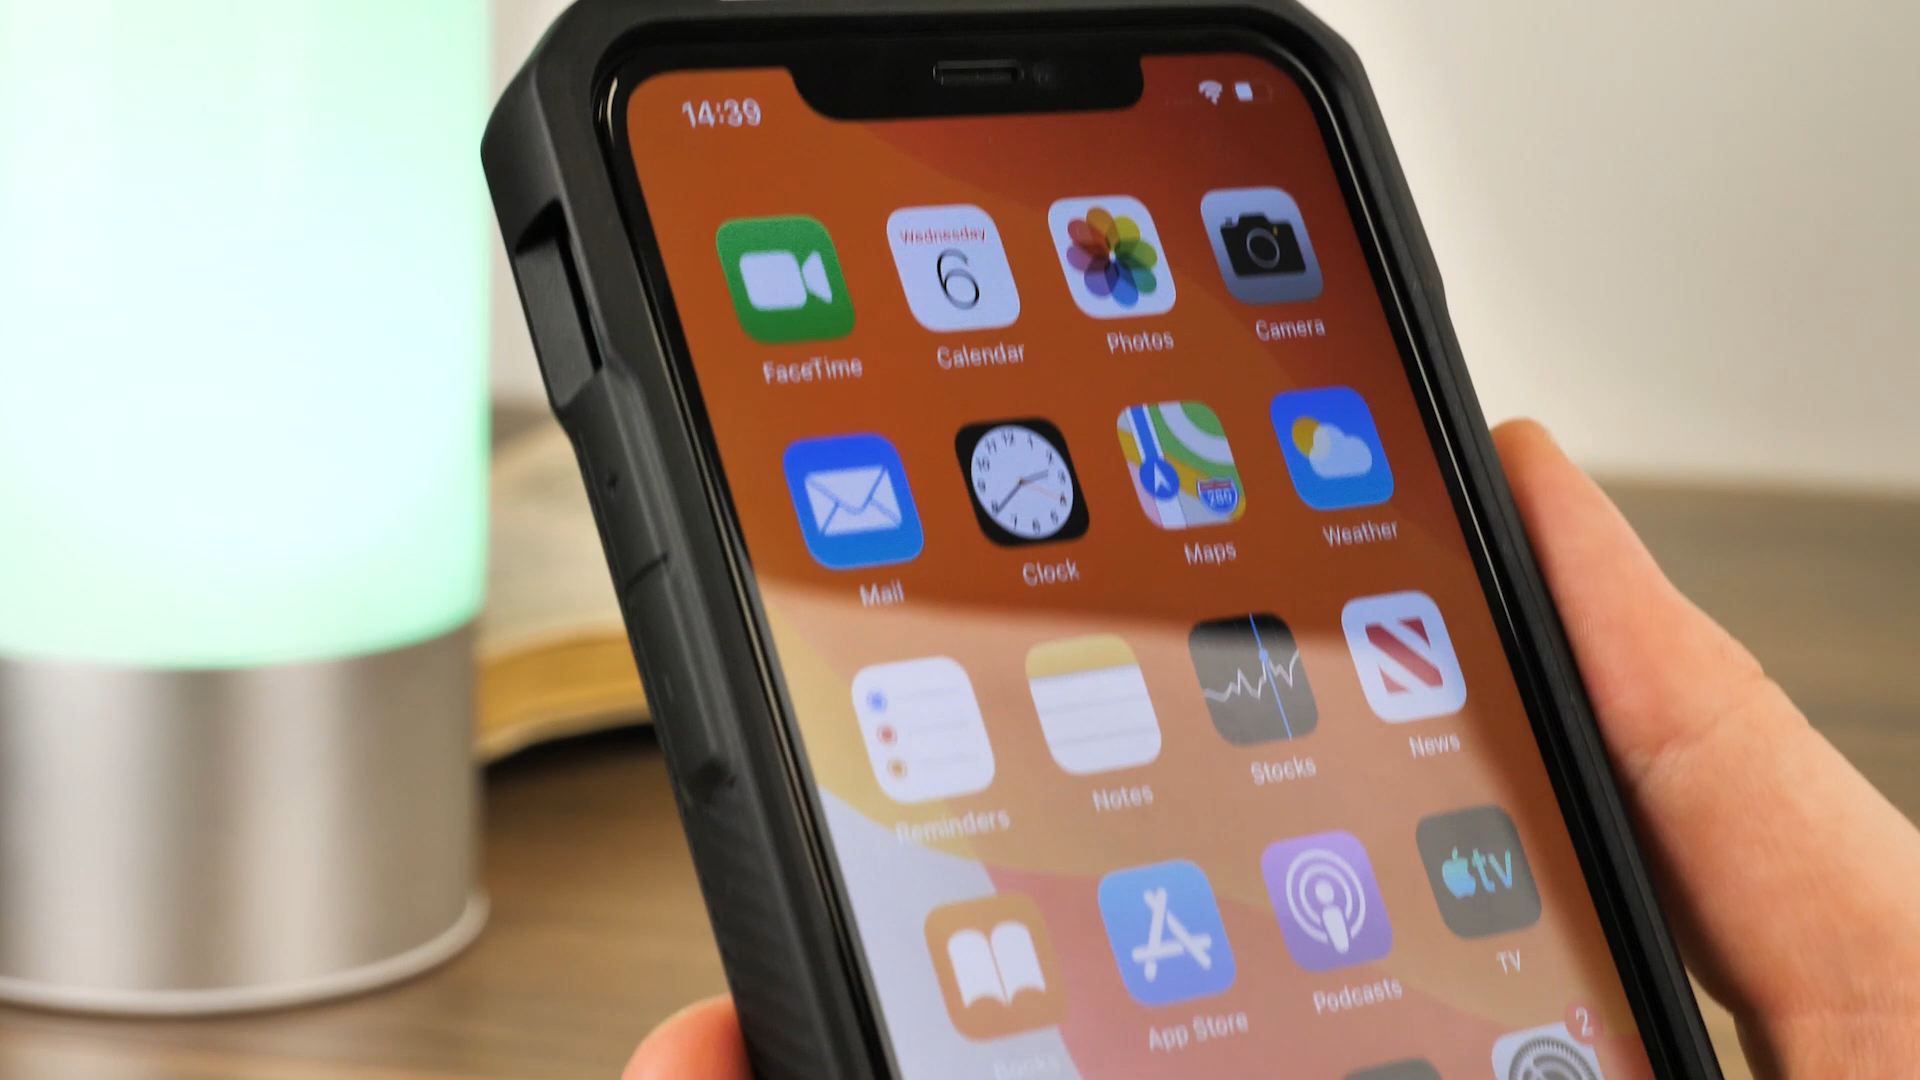 14:39
Wednesday
6
FaceTime
Calendar
Photos
Camera
280
Mail
Clock
Maps
Weather
Reminders
Notes
Stocks
News
tv
Books
App Store
Podcasts
TV
2